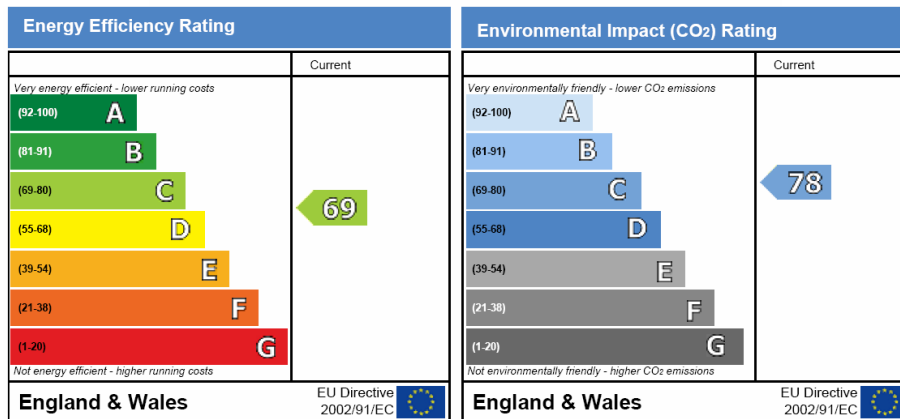 Energy Efficiency Rating
Current
Very energy efficient - lower running costs
(92-100) A
(81-91) B
(69-80) C
69
(55-68) D
(39-54) E
(21-38) F
(1-20) G
Not energy efficient - higher running costs
England & Wales
EU Directive
2002/91/EC
Environmental Impact (CO₂) Rating
Current
Very environmentally friendly - lower CO₂ emissions
(92-100) A
(81-91) B
(69-80) C
78
(55-68) D
(39-54) E
(21-38) F
(1-20) G
Not environmentally friendly - higher CO₂ emissions
England & Wales
EU Directive
2002/91/EC